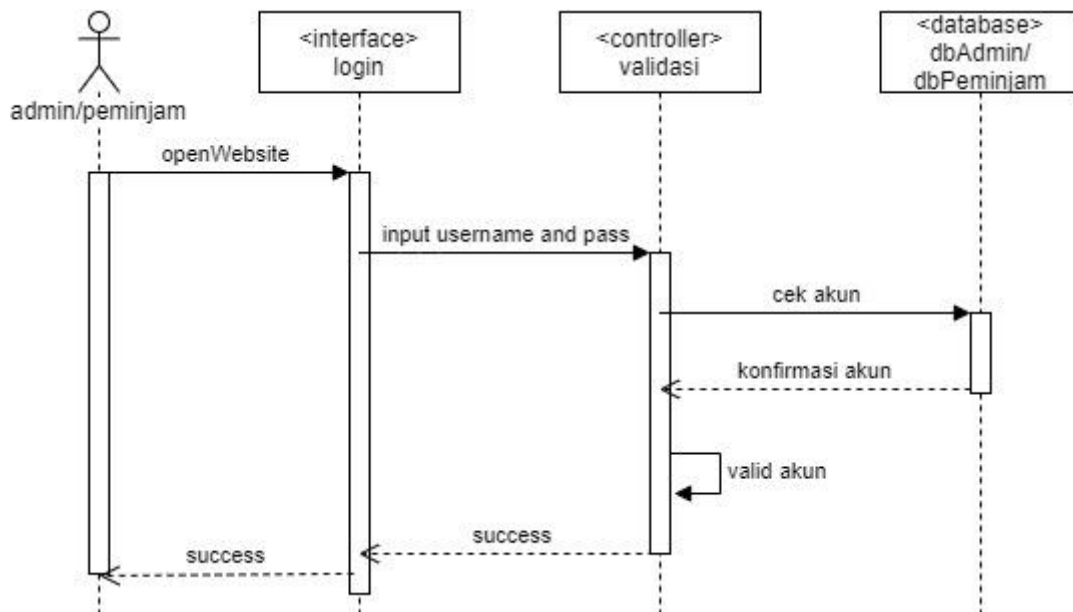 <interface>
login
<controller>
validasi
<database>
dbAdmin/
dbPeminjam
admin/peminjam
openWebsite
input username and pass
cek akun
konfirmasi akun
valid akun
success
success